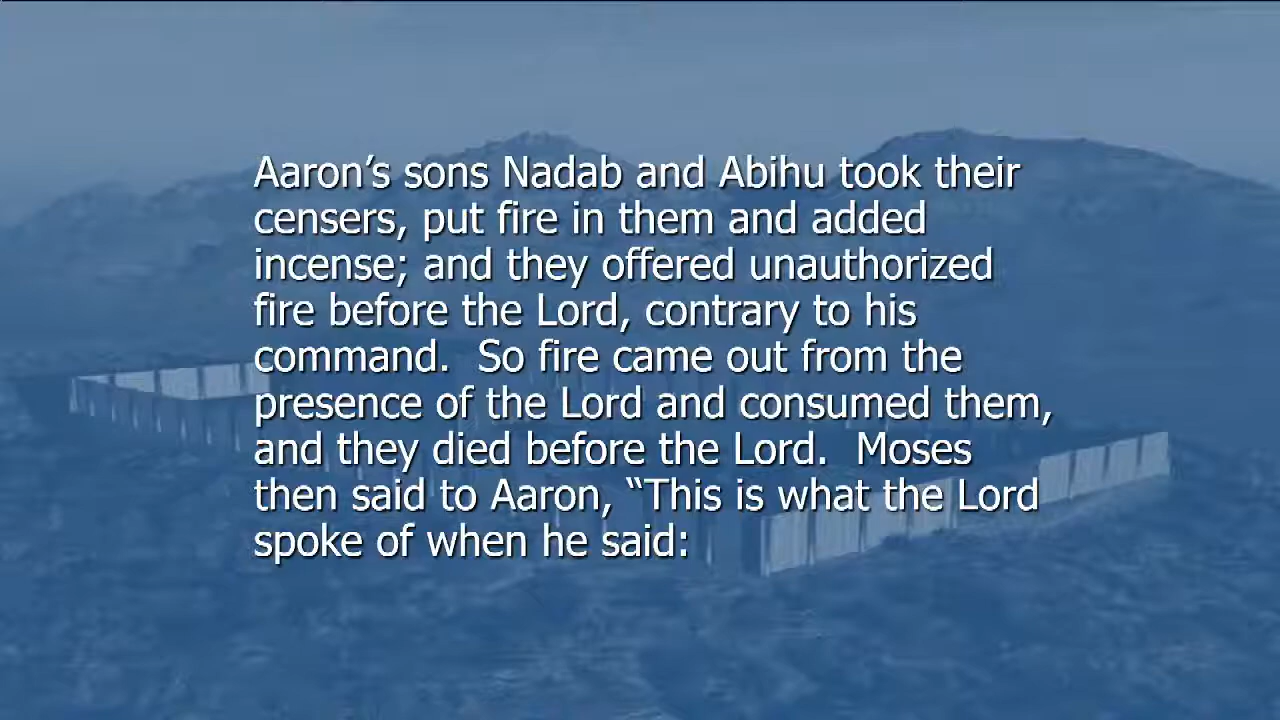 Aaron’s sons Nadab and Abihu took their
censers, put fire in them and added
incense; and they offered unauthorized
fire before the Lord, contrary to his
command.  So fire came out from the
presence of the Lord and consumed them,
and they died before the Lord.  Moses
then said to Aaron, “This is what the Lord
spoke of when he said: